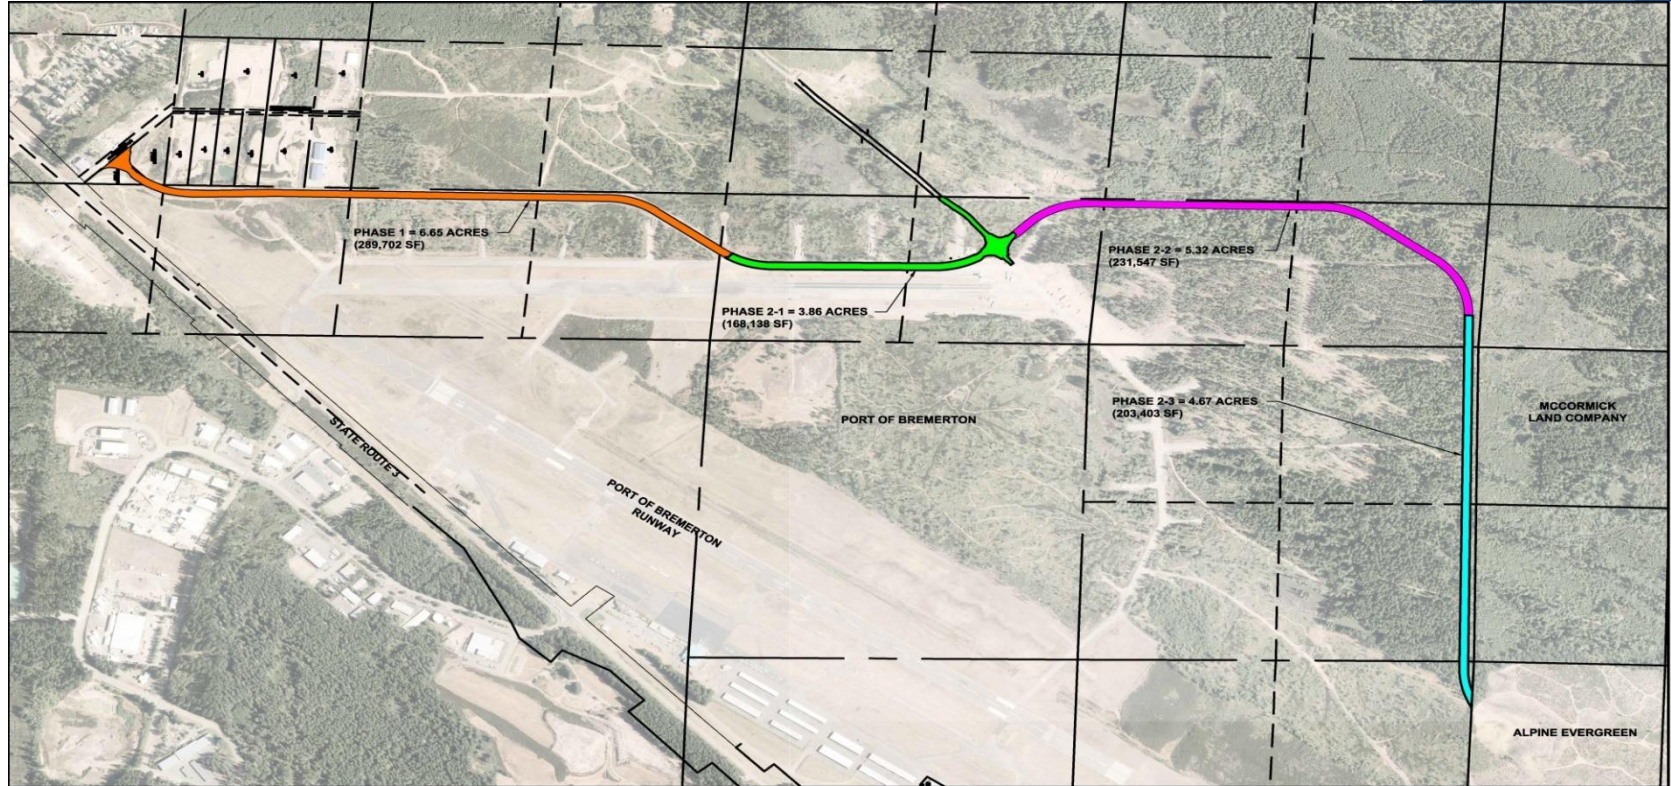 PHASE 1 = 6.65 ACRES
(289,702 SF)
PHASE 2-2 = 5.32 ACRES
(231,547 SF)
PHASE 2-1 = 3.86 ACRES
(168,138 SF)
PHASE 2-3 = 4.67 ACRES
(203,403 SF)
PORT OF BREMERTON
MCCORMICK
LAND COMPANY
STATE ROUTE 3
PORT OF BREMERTON
RUNWAY
ALPINE EVERGREEN